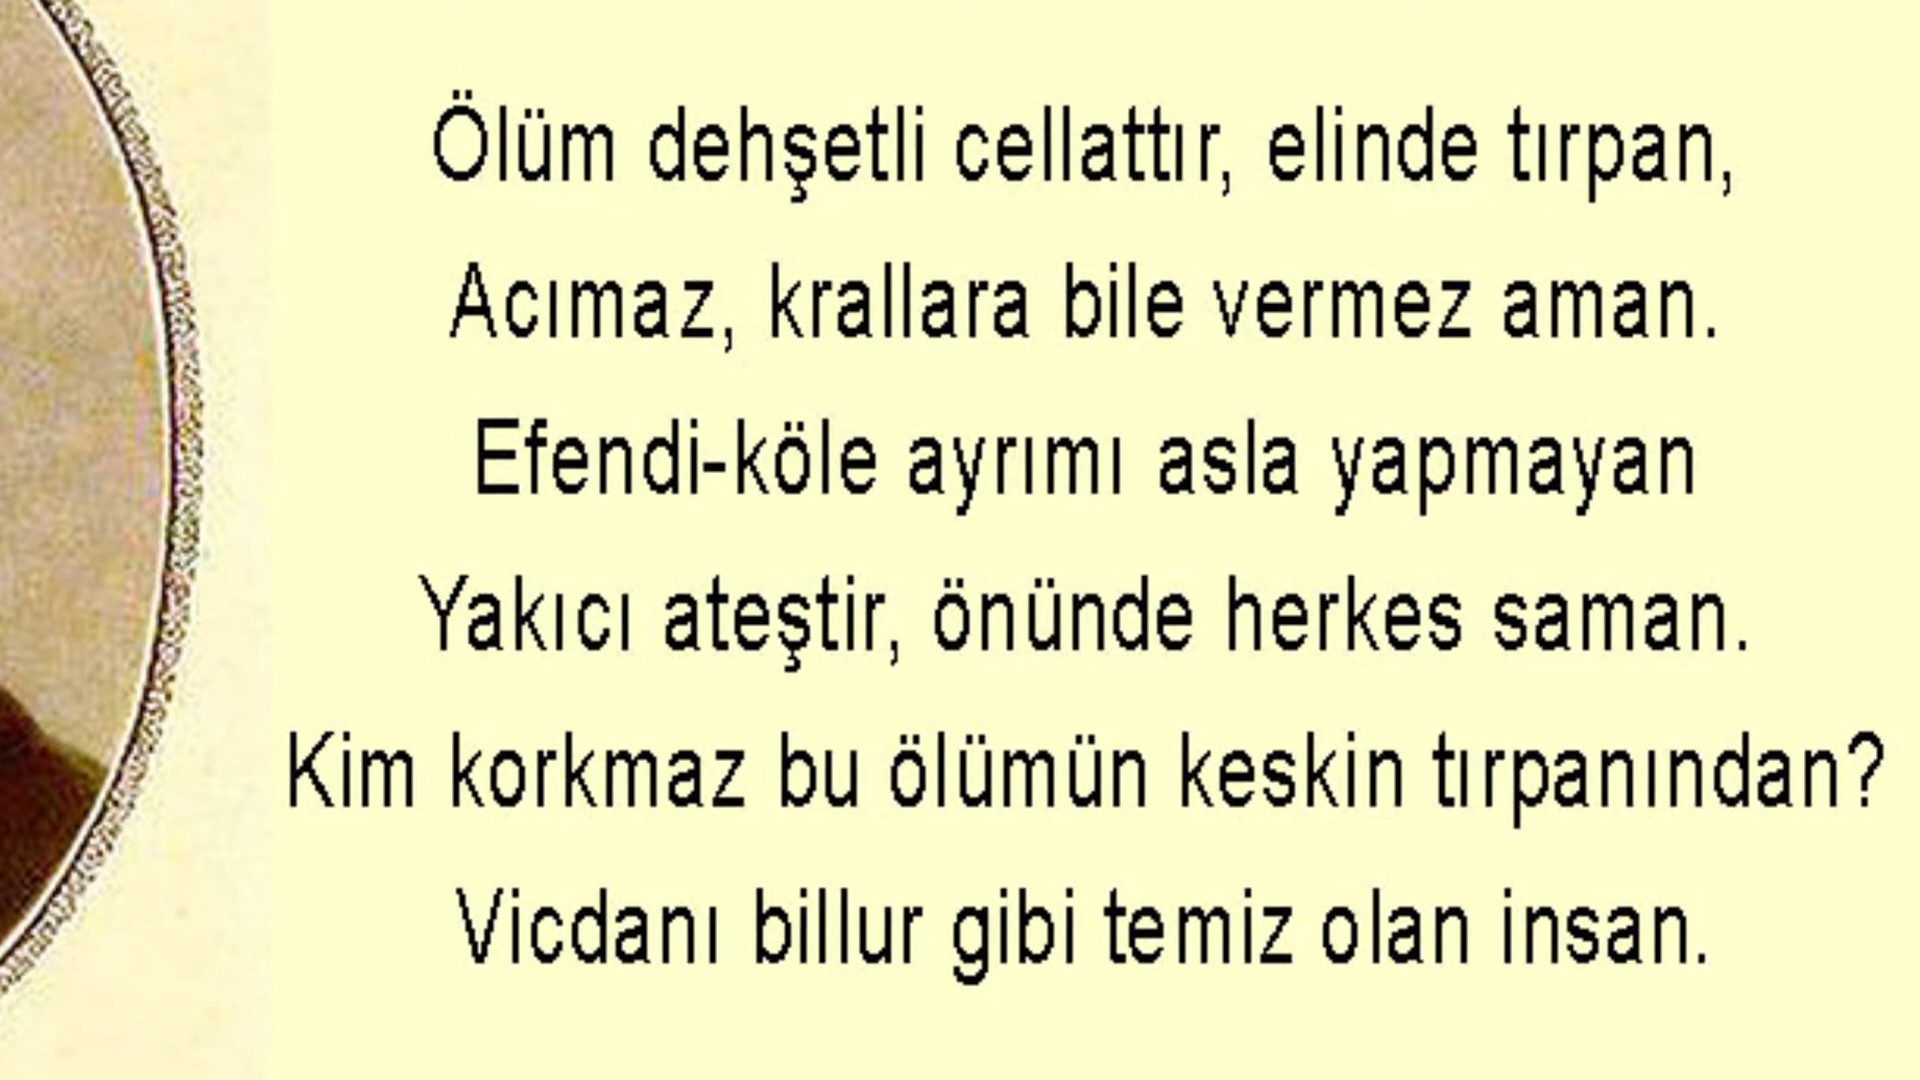 Ölüm dehşetli cellattır, elinde tırpan,
Acımaz, krallara bile vermez aman.
Efendi-köle ayrımı asla yapmayan
Yakıcı ateştir, önünde herkes saman.
Kim korkmaz bu ölümün keskin tırpanından?
Vicdanı billur gibi temiz olan insan.